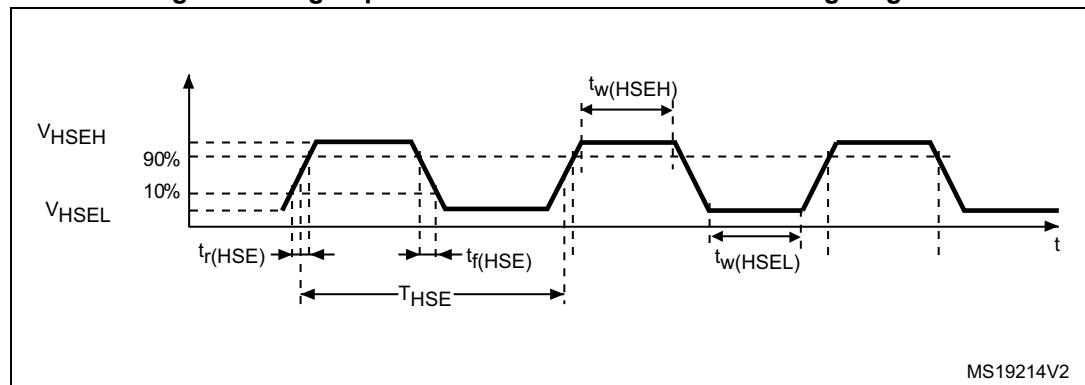 tw(HSEH)
VHSEH
90%
10%
VHSEL
tr(HSE)
tf(HSE)
tw(HSEL)
t
THSE
MS19214V2